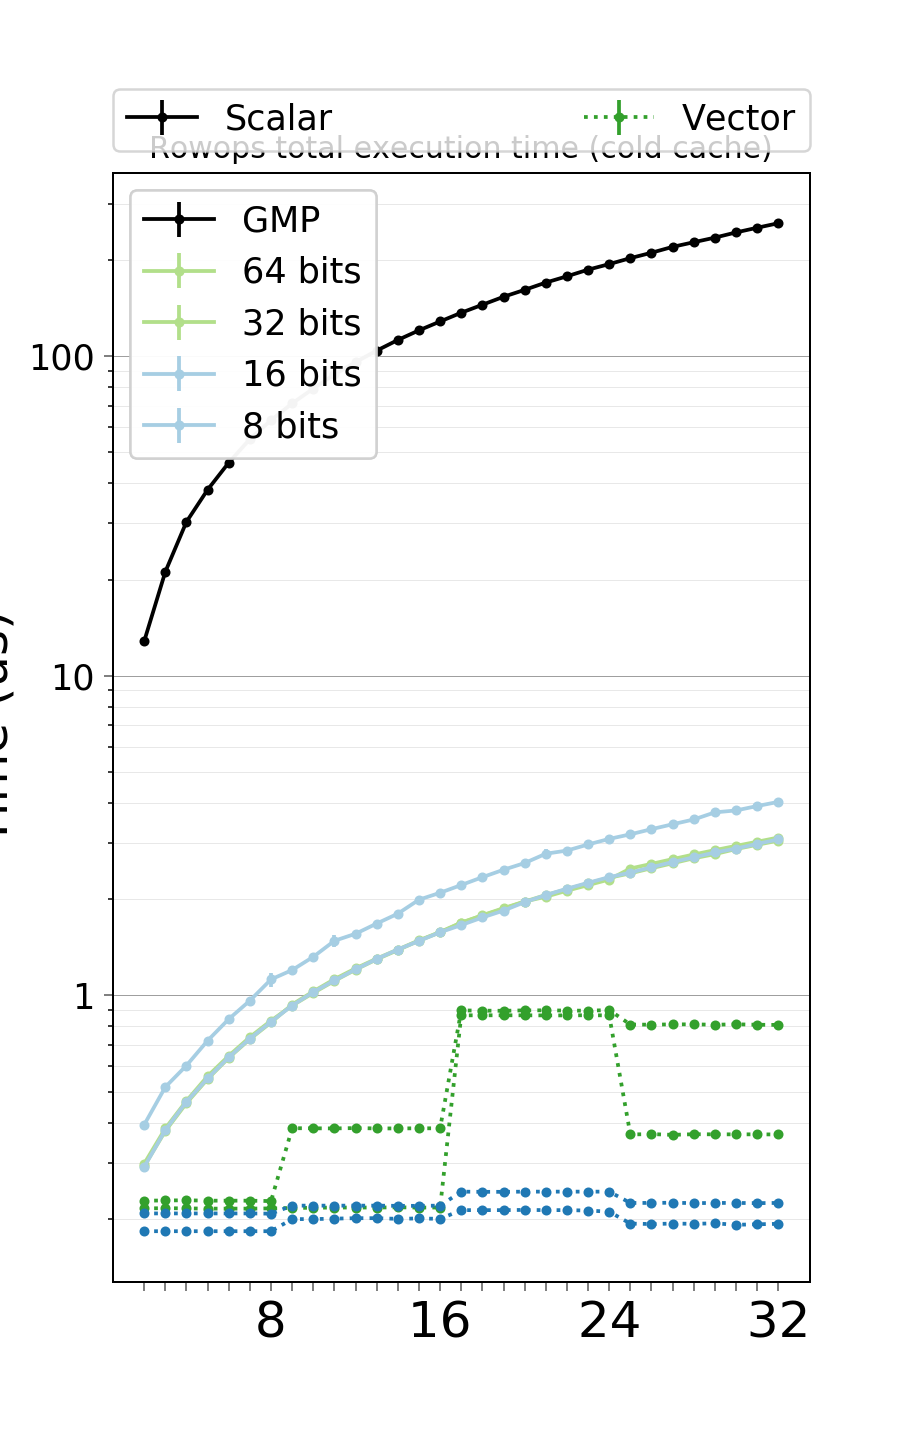 Scalar Vector
Rowops total execution time (cold cache)
GMP
64 bits
32 bits
16 bits
8 bits
100
10
1
8 16 24 32